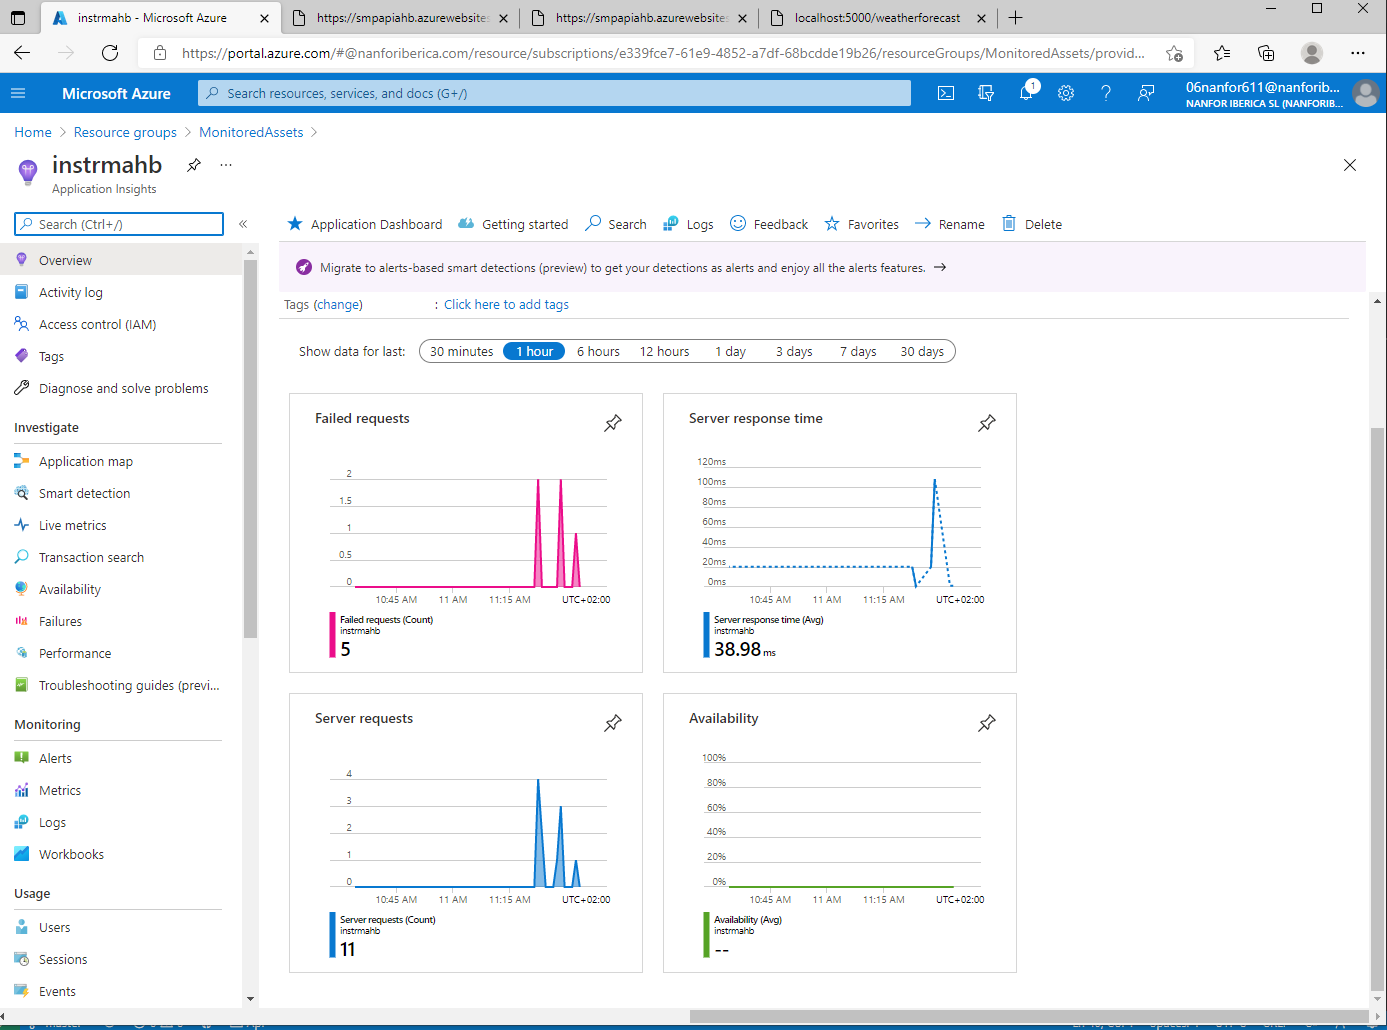 instrmahb - Microsoft Azure
https://smpapiahb.azurewebsites
https://smpapiahb.azurewebsites
localhost:5000/weatherforecast
https://portal.azure.com/#@nanforiberica.com/resource/subscriptions/e339fce7-61e9-4852-a7df-68bcdde19b26/resourceGroups/MonitoredAssets/provid...
Microsoft Azure
Search resources, services, and docs (G+/)
1
06nanfor611@nanforib...
NANFOR IBERICA SL (NANFORIB...
Home > Resource groups > MonitoredAssets >
instrmahb
Application Insights
Search (Ctrl+/)
Overview
Activity log
Access control (IAM)
Tags
Diagnose and solve problems
Investigate
Application map
Smart detection
Live metrics
Transaction search
Availability
Failures
Performance
Troubleshooting guides (previ...
Monitoring
Alerts
Metrics
Logs
Workbooks
Usage
Users
Sessions
Events
Application Dashboard
Getting started
Search
Logs
Feedback
Favorites
Rename
Delete
Migrate to alerts-based smart detections (preview) to get your detections as alerts and enjoy all the alerts features. →
Tags (change) : Click here to add tags
Show data for last: 30 minutes 1 hour 6 hours 12 hours 1 day 3 days 7 days 30 days
Failed requests
2
1.5
1
0.5
0
10:45 AM 11 AM 11:15 AM UTC+02:00
Failed requests (Count)
instrmahb
5
Server response time
120ms
100ms
80ms
60ms
40ms
20ms
0ms
10:45 AM 11 AM 11:15 AM UTC+02:00
Server response time (Avg)
instrmahb
38.98 ms
Server requests
4
3
2
1
0
10:45 AM 11 AM 11:15 AM UTC+02:00
Server requests (Count)
instrmahb
11
Availability
100%
80%
60%
40%
20%
0%
10:45 AM 11 AM 11:15 AM UTC+02:00
Availability (Avg)
instrmahb
--